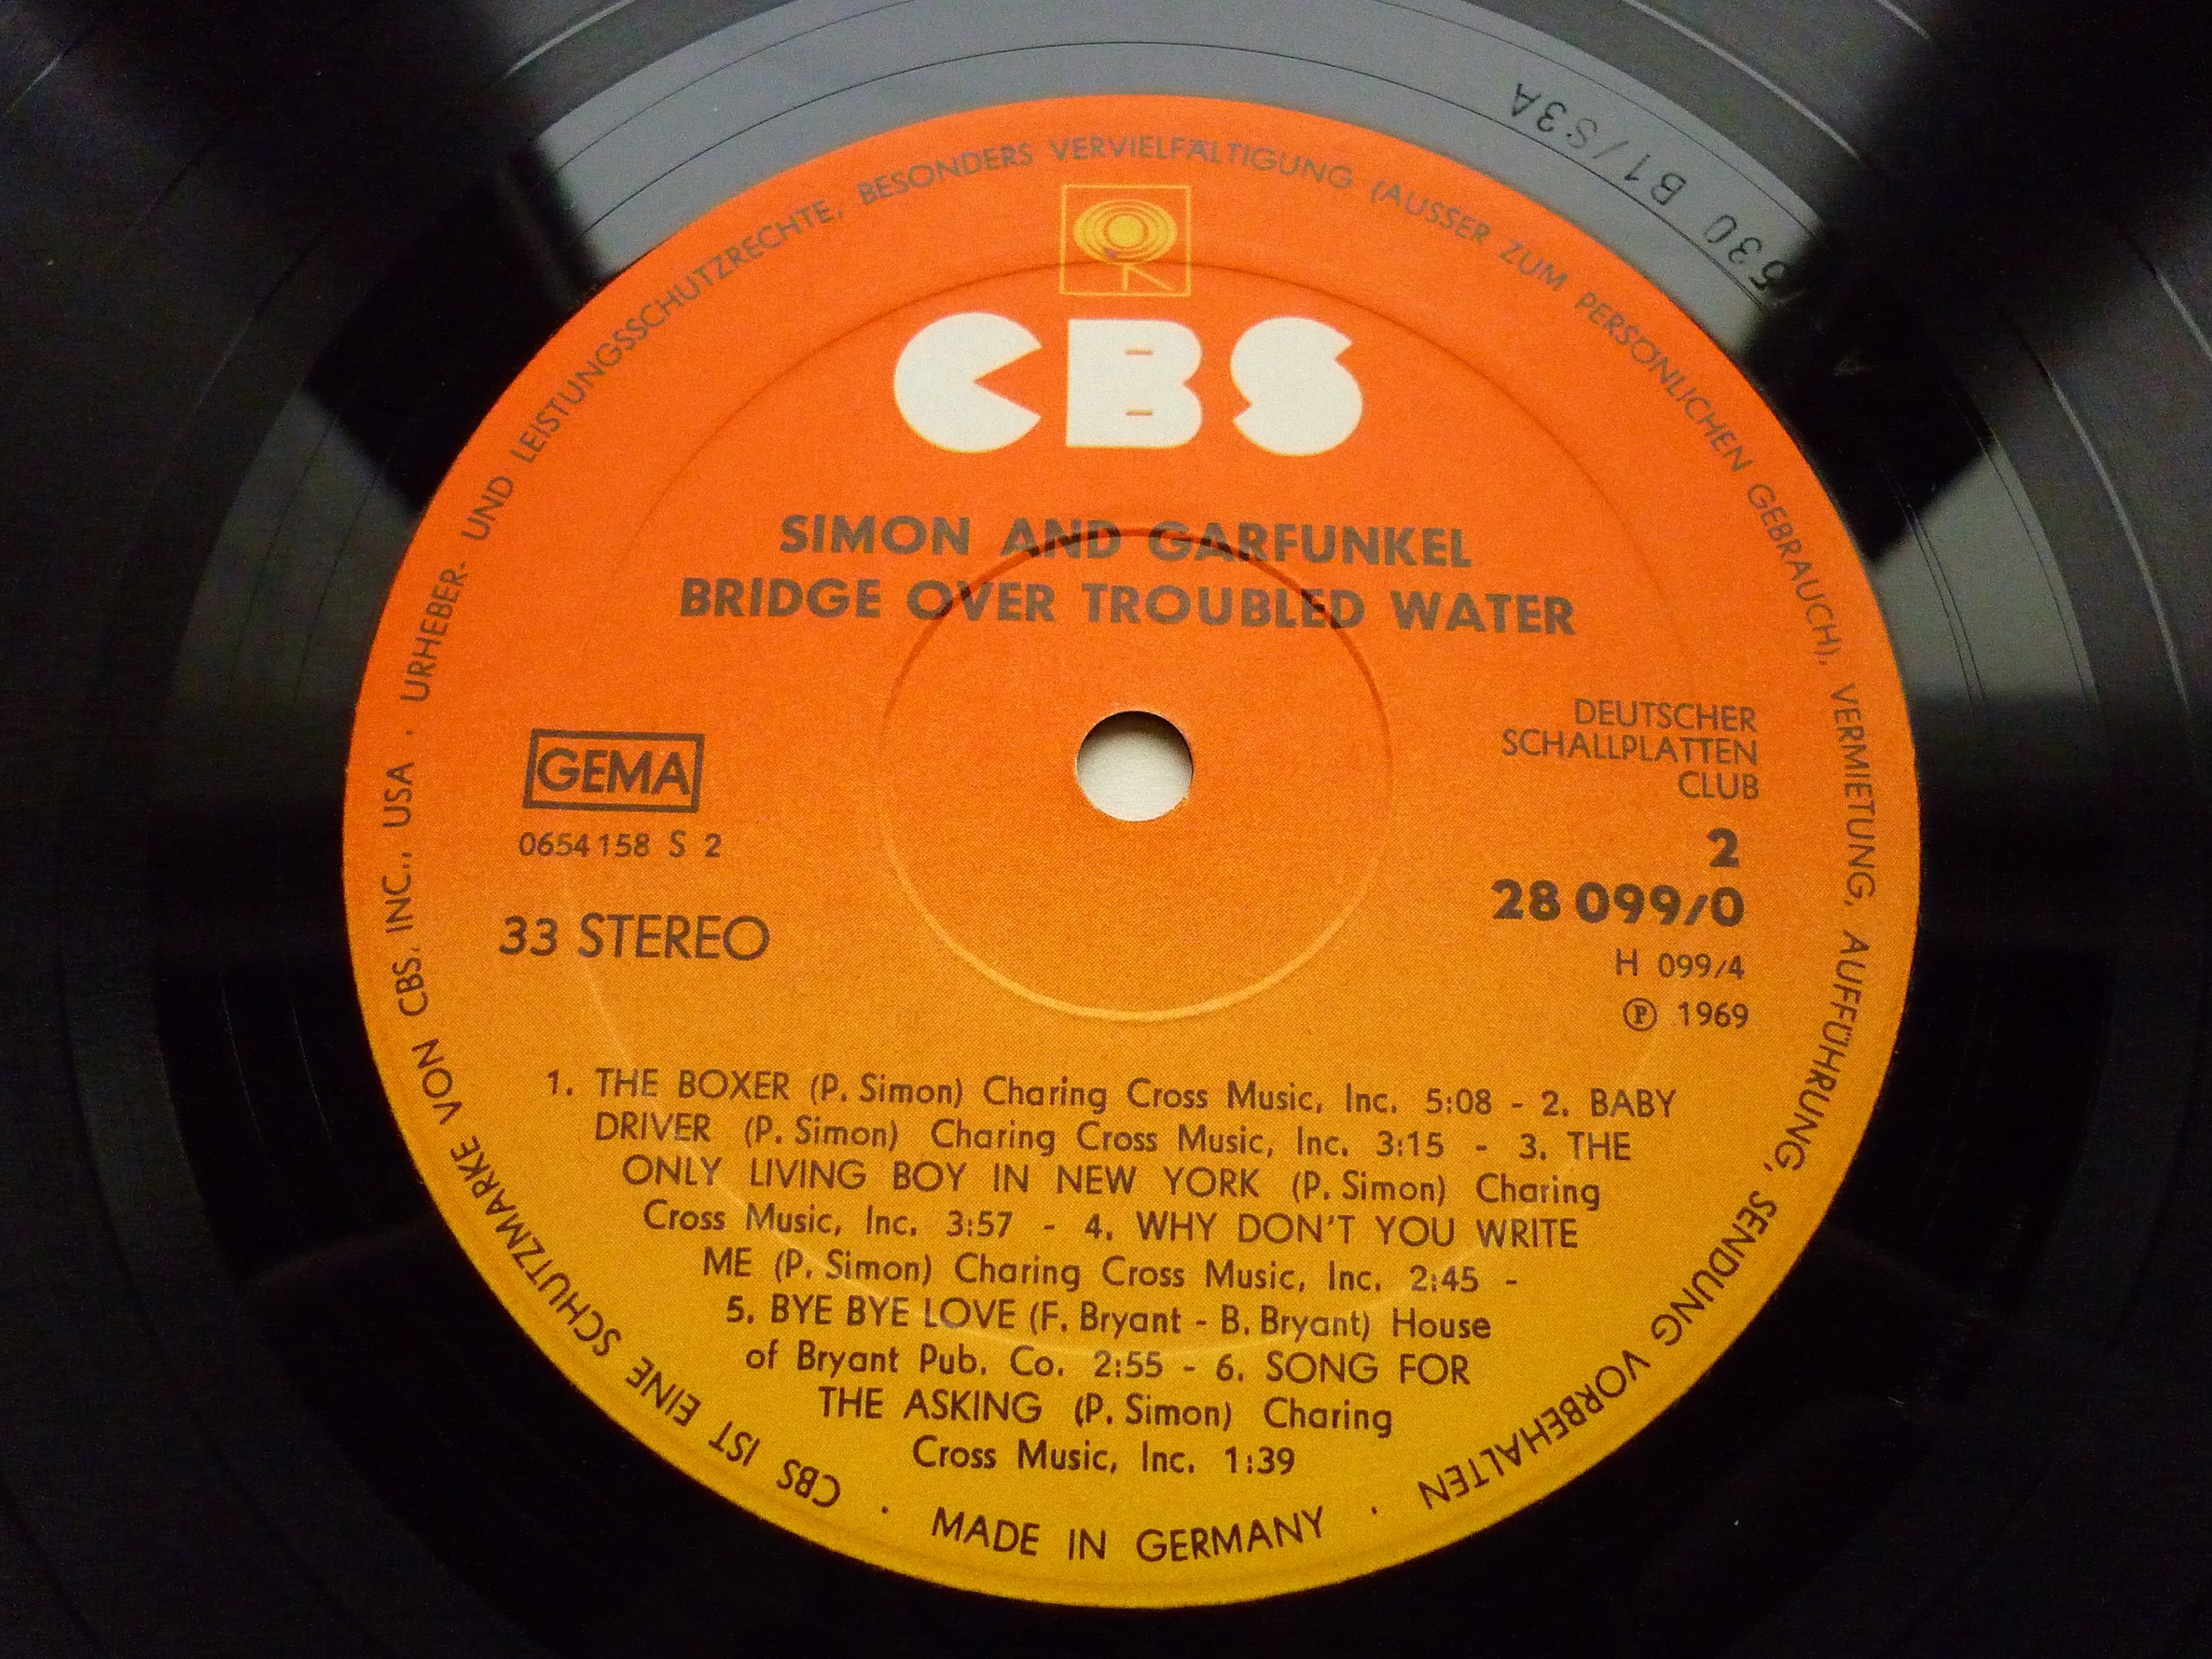 URHEBER- UND LEISTUNGSSCHUTZRECHTE, BESONDERS VERVIELFÄLTIGUNG (AUSSER ZUM PERSÖNLICHEN GEBRAUCH), VERMIETUNG, AUFFÜHRUNG, SENDUNG VORBEHALTEN ·
530 B1/S3A
CBS
SIMON AND GARFUNKEL
BRIDGE OVER TROUBLED WATER
GEMA
0654158 S 2
33 STEREO
DEUTSCHER
SCHALLPLATTEN
CLUB
2
28 099/0
H 099/4
Ⓟ 1969
1. THE BOXER (P. Simon) Charing Cross Music, Inc. 5:08 - 2. BABY
DRIVER (P. Simon) Charing Cross Music, Inc. 3:15 - 3. THE
ONLY LIVING BOY IN NEW YORK (P. Simon) Charing
Cross Music, Inc. 3:57 - 4. WHY DON'T YOU WRITE
ME (P. Simon) Charing Cross Music, Inc. 2:45 -
5. BYE BYE LOVE (F. Bryant - B. Bryant) House
of Bryant Pub. Co. 2:55 - 6. SONG FOR
THE ASKING (P. Simon) Charing
Cross Music, Inc. 1:39
MADE IN GERMANY ·
CBS IST EINE SCHUTZMARKE VON CBS, INC., USA ·